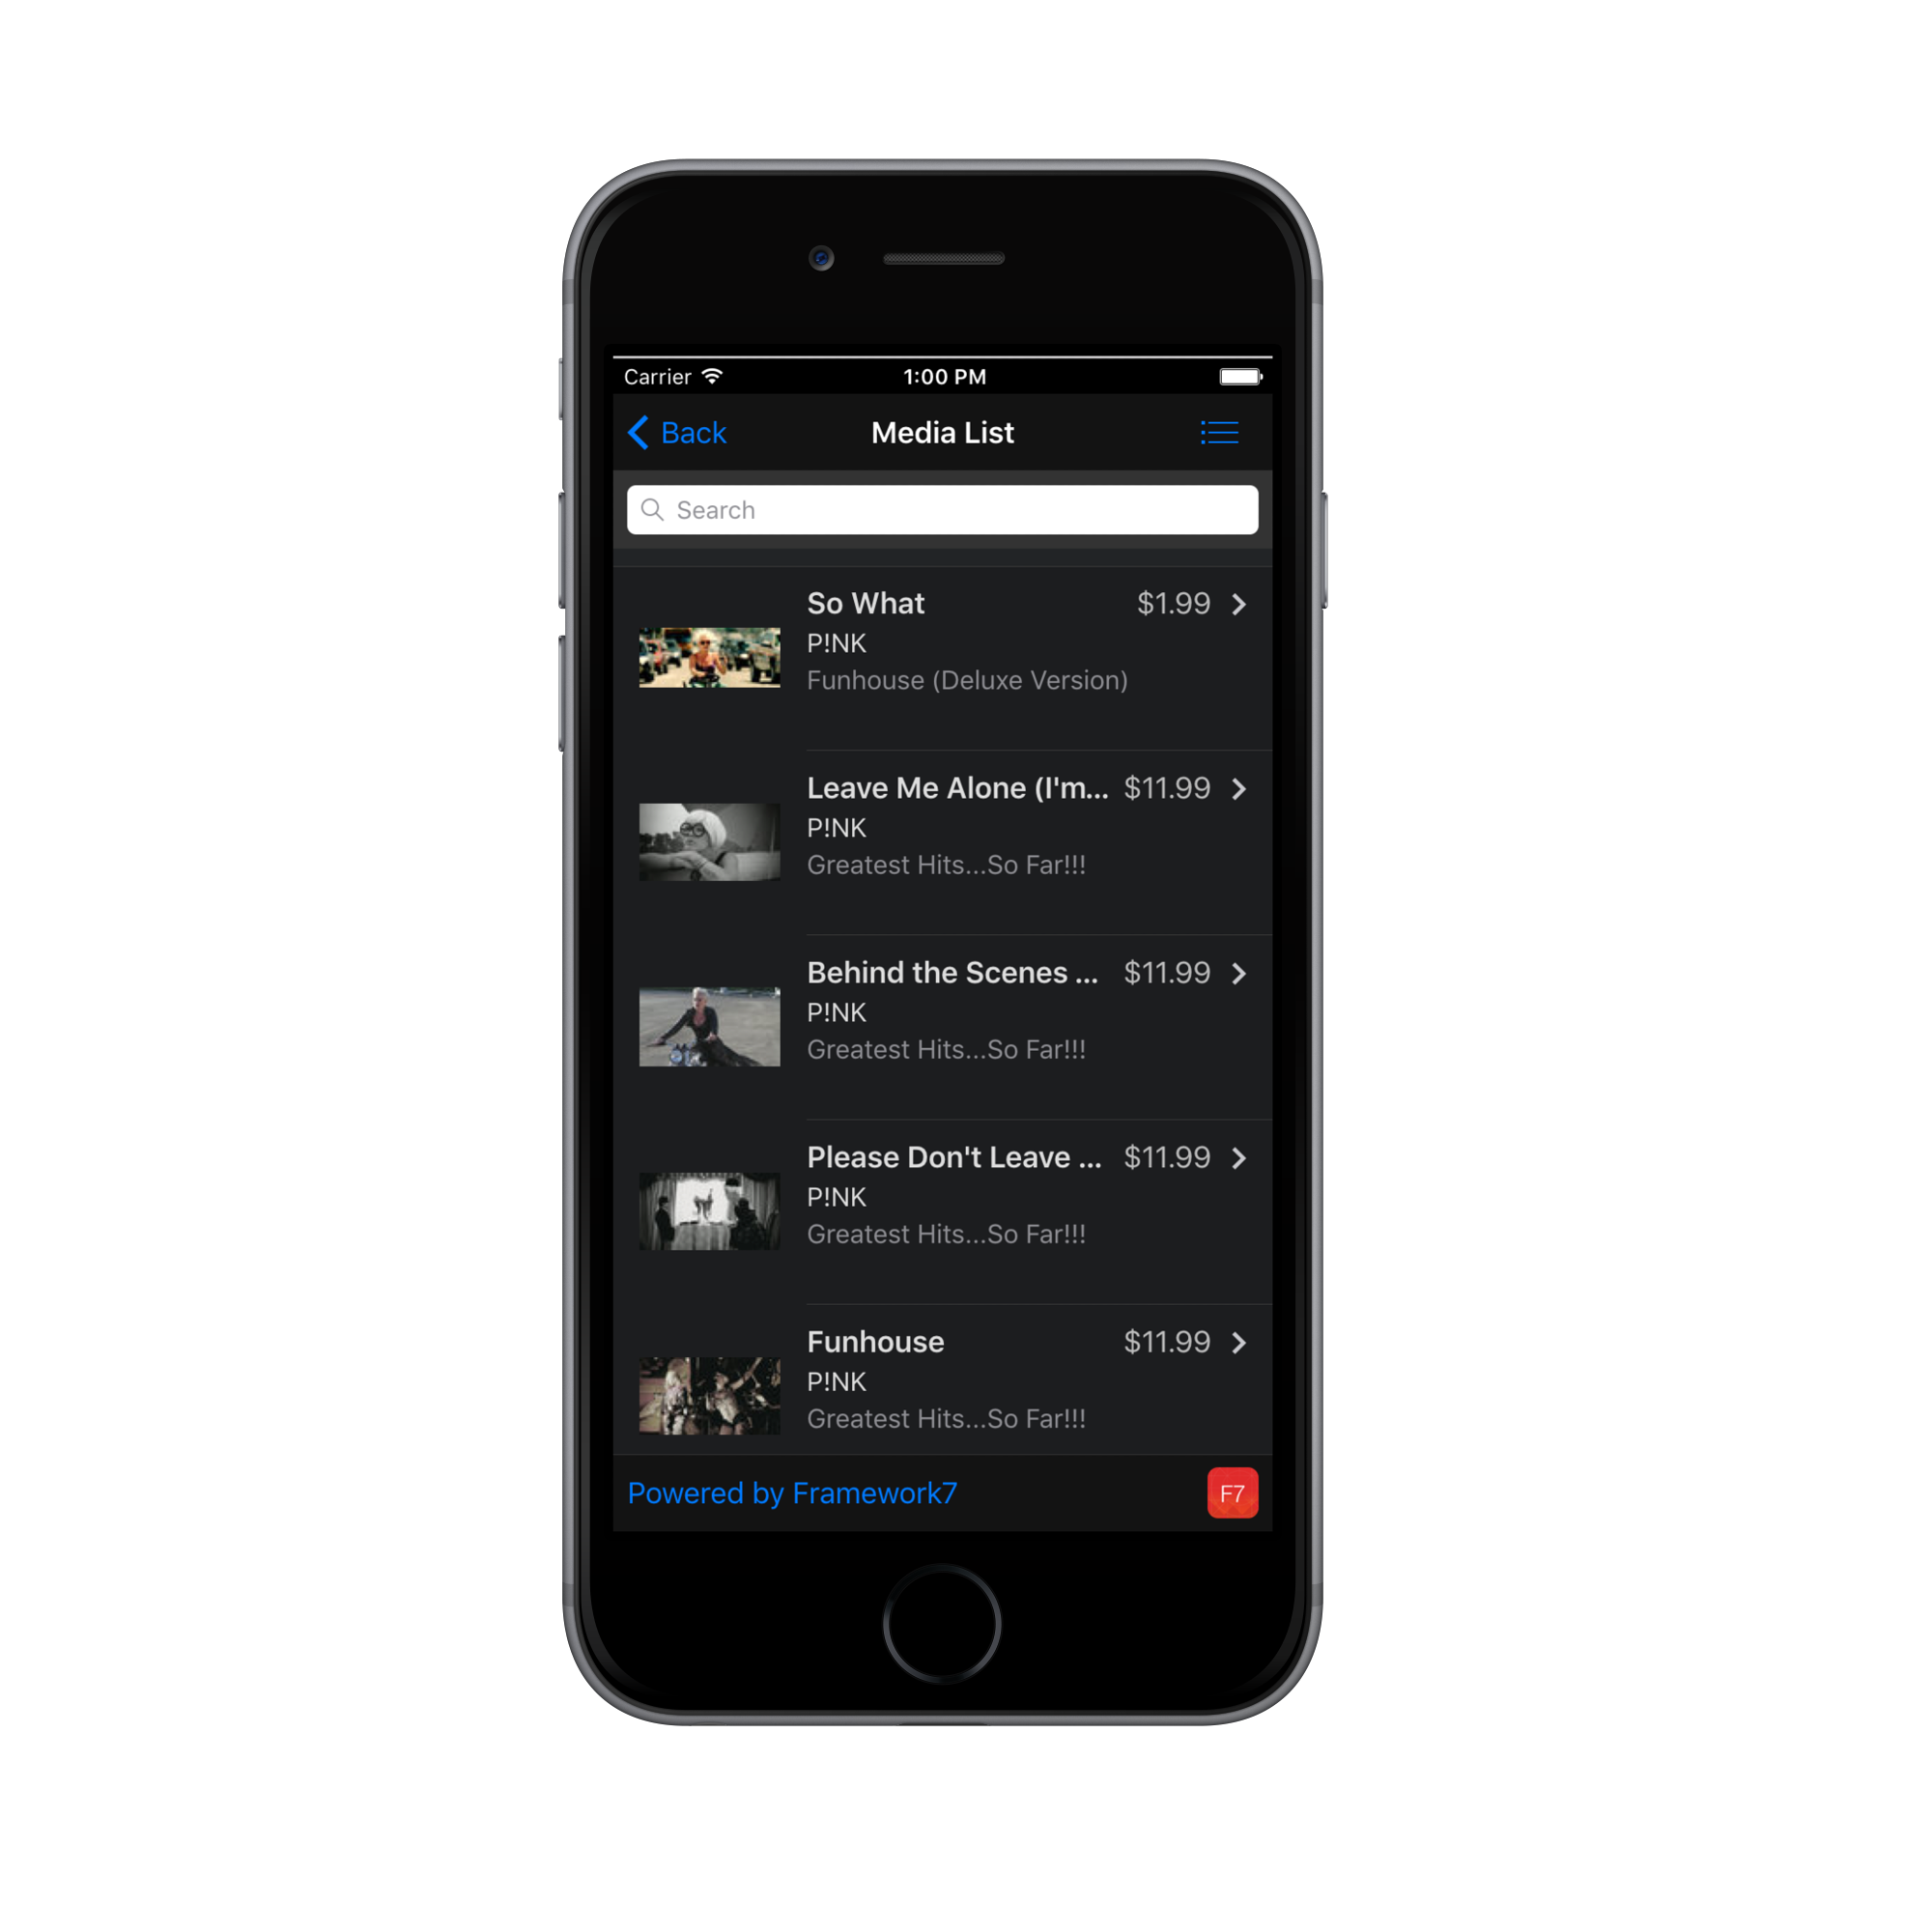 Carrier 1:00 PM
Back Media List
Search
So What $1.99
P!NK
Funhouse (Deluxe Version)
Leave Me Alone (I'm... $11.99
P!NK
Greatest Hits...So Far!!!
Behind the Scenes ... $11.99
P!NK
Greatest Hits...So Far!!!
Please Don't Leave ... $11.99
P!NK
Greatest Hits...So Far!!!
Funhouse $11.99
P!NK
Greatest Hits...So Far!!!
Powered by Framework7 F7